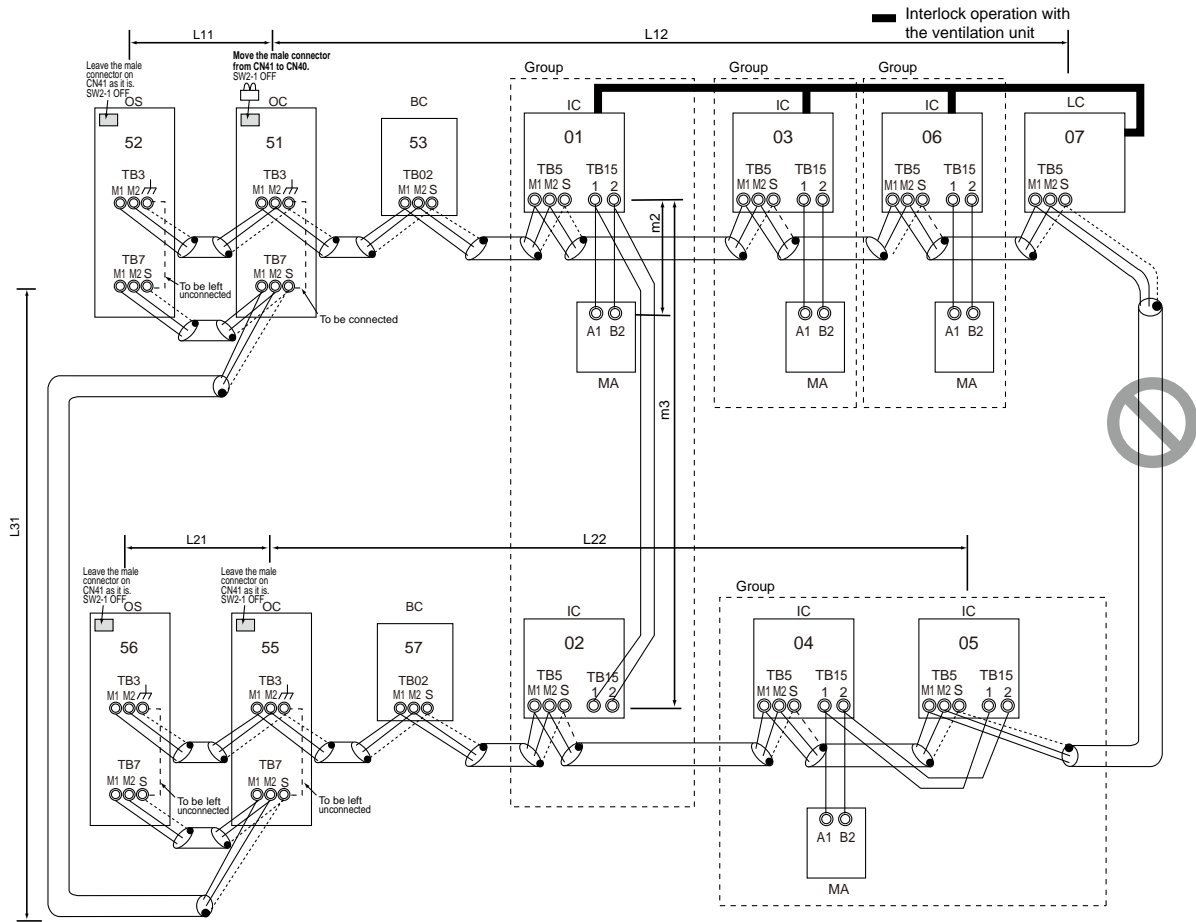 Interlock operation with
the ventilation unit
L11
L12
Leave the male
connector on
CN41 as it is.
SW2-1 OFF
Move the male connector
from CN41 to CN40.
SW2-1 OFF
Group
Group
Group
OS
OC
BC
IC
IC
IC
LC
52
51
53
01
03
06
07
TB3
TB3
TB02
TB5
TB15
TB5
TB15
TB5
TB15
TB5
M1 M2
M1 M2
M1 M2 S
M1 M2 S
1 2
M1 M2 S
1 2
M1 M2 S
1 2
M1 M2 S
m2
TB7
TB7
M1 M2 S
M1 M2 S
To be left
unconnected
To be connected
A1 B2
A1 B2
A1 B2
MA
MA
MA
m3
L31
L21
L22
Leave the male
connector on
CN41 as it is.
SW2-1 OFF
Leave the male
connector on
CN41 as it is.
SW2-1 OFF
Group
OS
OC
BC
IC
IC
IC
56
55
57
02
04
05
TB3
TB3
TB02
TB5
TB15
TB5
TB15
TB5
TB15
M1 M2
M1 M2
M1 M2 S
M1 M2 S
1 2
M1 M2 S
1 2
M1 M2 S
1 2
TB7
TB7
M1 M2 S
M1 M2 S
To be left
unconnected
To be left
unconnected
A1 B2
MA